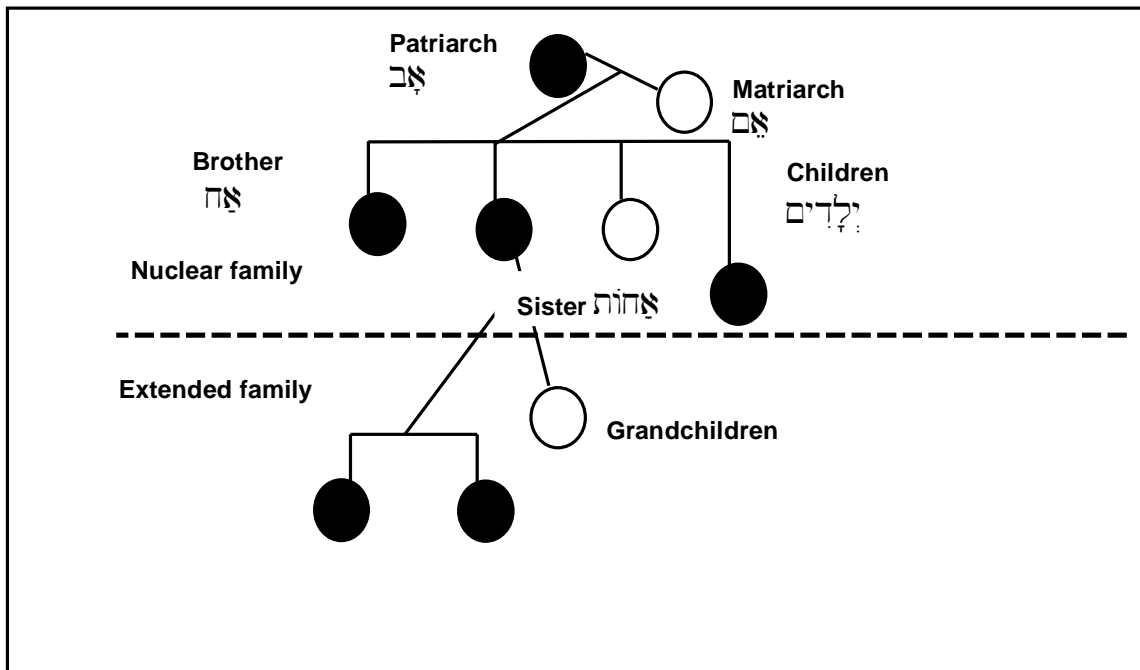 Patriarch
אָב
Matriarch
אֵם
Brother
אַח
Children
יְלָדִים
Nuclear family
Sister אָחוֹת
Extended family
Grandchildren